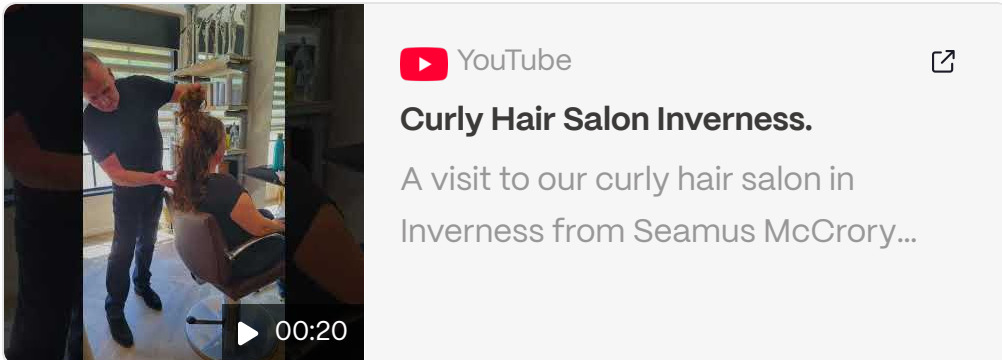 YouTube
Curly Hair Salon Inverness.
A visit to our curly hair salon in
Inverness from Seamus McCrory...
00:20